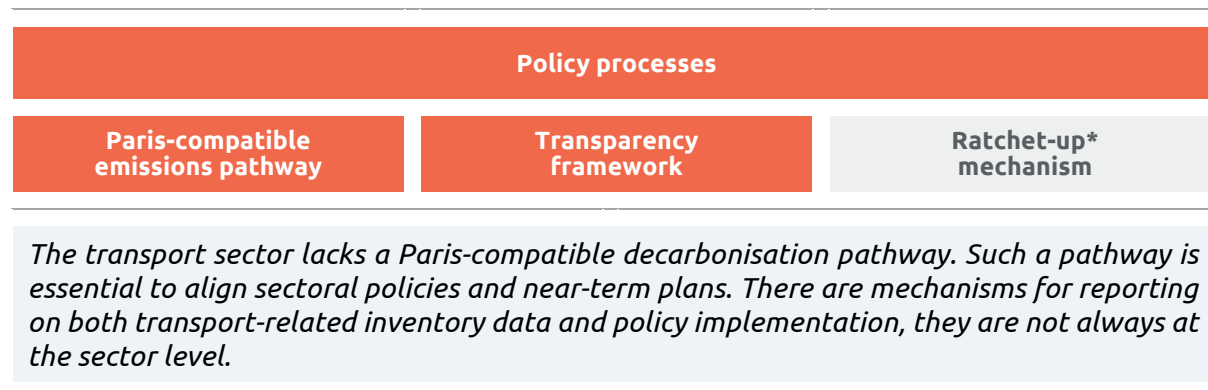 Policy processes
Paris-compatible
emissions pathway
Transparency
framework
Ratchet-up*
mechanism
The transport sector lacks a Paris-compatible decarbonisation pathway. Such a pathway is
essential to align sectoral policies and near-term plans. There are mechanisms for reporting
on both transport-related inventory data and policy implementation, they are not always at
the sector level.